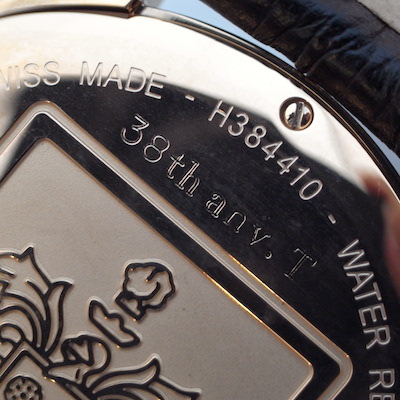 SWISS MADE - H384410 - WATER RE
38th anv. T